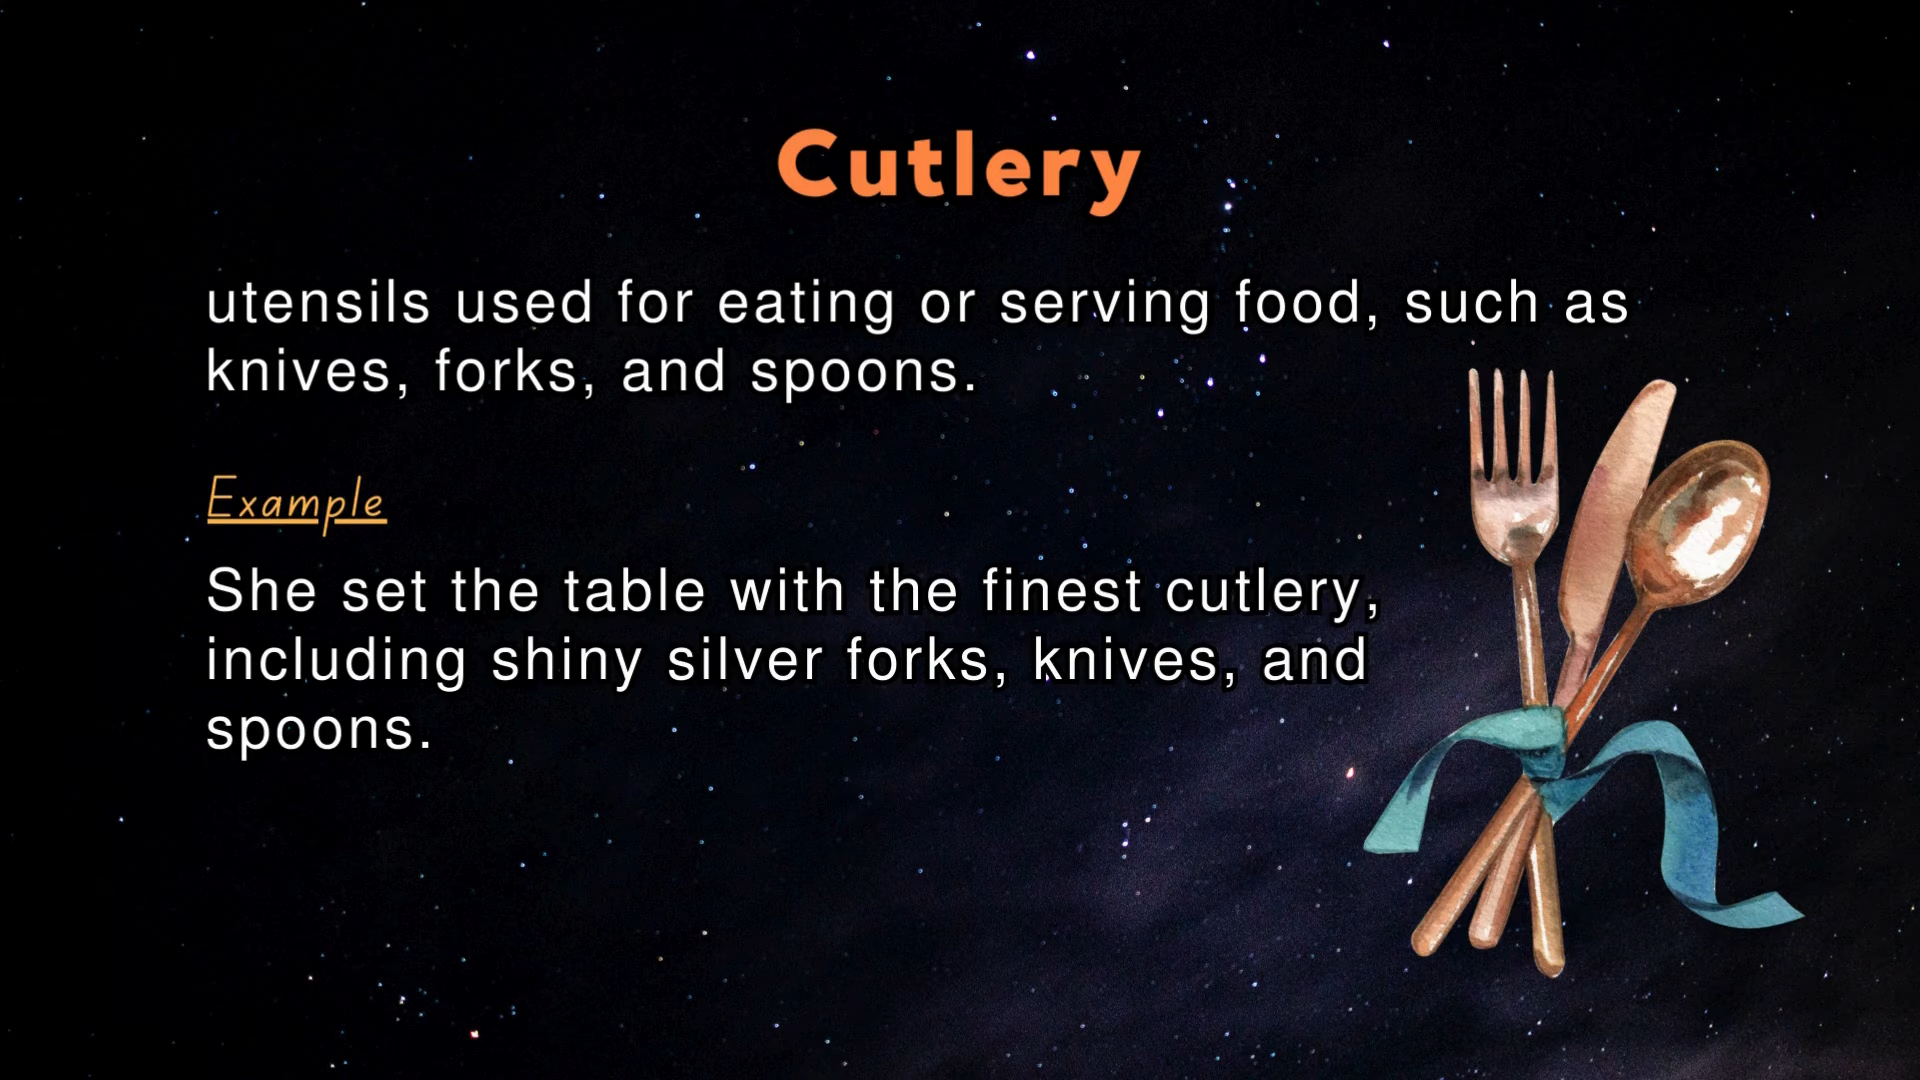 Cutlery
utensils used for eating or serving food, such as
knives, forks, and spoons.
Example
She set the table with the finest cutlery,
including shiny silver forks, knives, and
spoons.